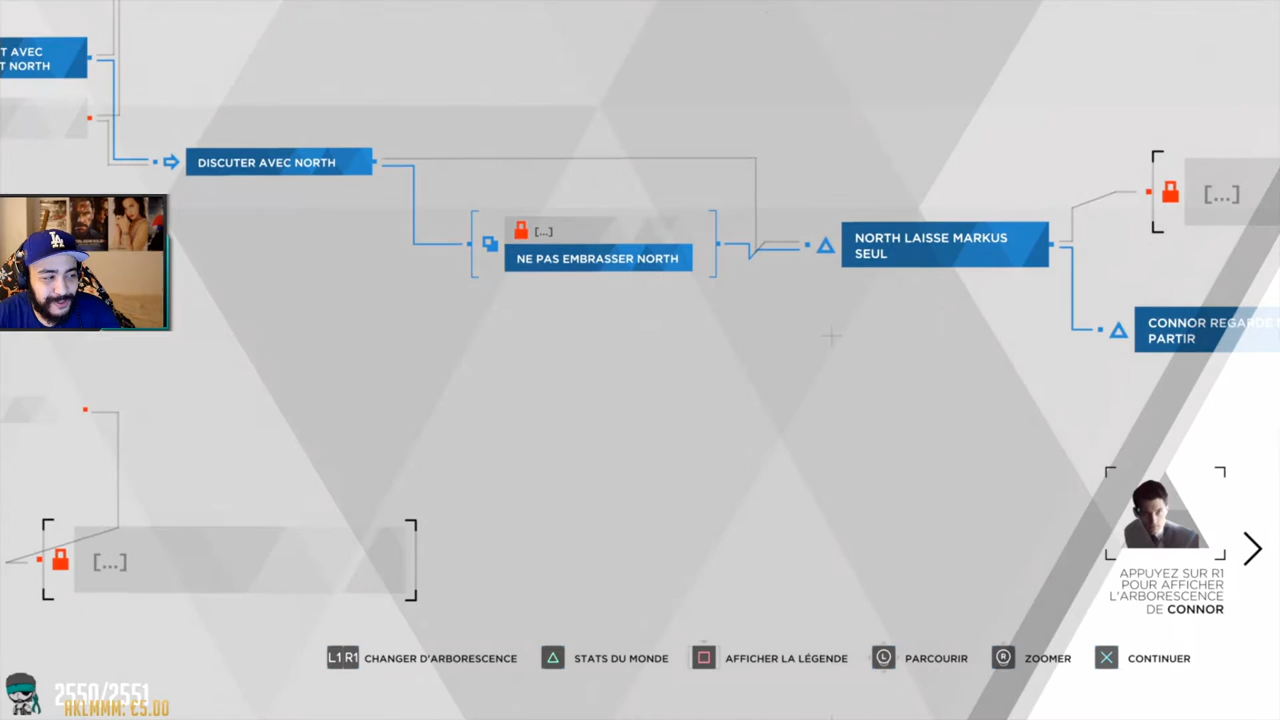 T AVEC
T NORTH
DISCUTER AVEC NORTH
[...]
NE PAS EMBRASSER NORTH
NORTH LAISSE MARKUS
SEUL
[...]
CONNOR REGARDE
PARTIR
[...]
APPUYEZ SUR R1
POUR AFFICHER
L'ARBORESCENCE
DE CONNOR
L1 R1 CHANGER D'ARBORESCENCE
STATS DU MONDE
AFFICHER LA LÉGENDE
L PARCOURIR
R ZOOMER
CONTINUER
2550/2551
HKLMMM: €5.00
LA